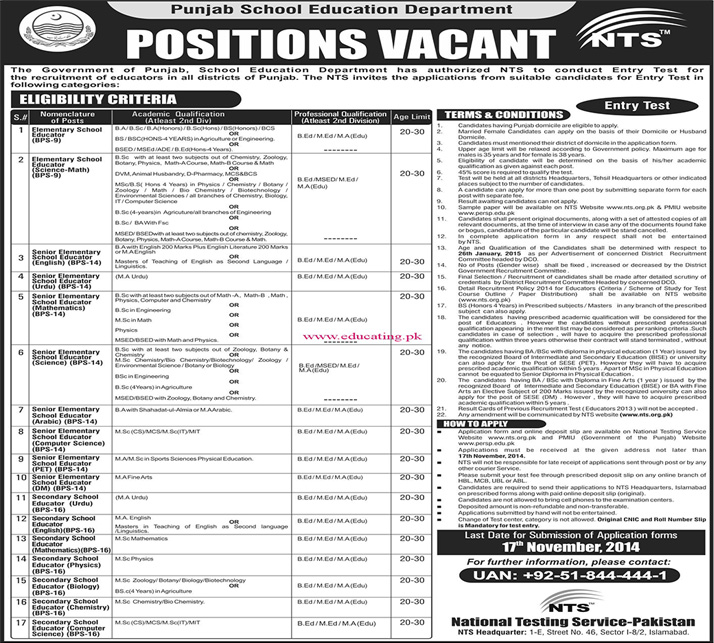 Punjab School Education Department
POSITIONS VACANT
NTS™
The Government of Punjab, School Education Department has authorized NTS to conduct Entry Test for
the recruitment of educators in all districts of Punjab. The NTS invites the applications from suitable candidates for Entry Test in
following categories:
ELIGIBILITY CRITERIA
Entry Test
S.# Nomenclature of Posts Academic Qualification (Atleast 2nd Div) Professional Qualification (Atleast 2nd Division) Age Limit
1 Elementary School Educator (BPS-9)
B.A/ B.Sc / B.A(Honors) / B.Sc(Hons) / BS(Honors) / BCS
OR
BS / BSC(HONS-4 YEARS) in Agriculture or Engineering.
OR
BSED / MSEd / ADE / B.Ed(Hons-4 Years).
B.Ed / M.Ed / M.A(Edu)
--------
20-30
2 Elementary School Educator (Science-Math) (BPS-9)
B.Sc with at least two subjects out of Chemistry, Zoology,
Botany, Physics, Math-A Course, Math-B Course & Math
OR
DVM, Animal Husbandry, D-Pharmacy, MCS&BCS
OR
MSc/B.S( Hons 4 Years) in Physics / Chemistry / Botany /
Zoology / Math / Bio Chemistry / Biotechnology /
Environmental Sciences / all branches of Chemistry, Biology,
IT / Computer Science
OR
B.Sc (4-years)in Agriculture/all branches of Engineering
OR
B.Sc / BA With Fsc
OR
MSED/ BSED with at least two subjects out of chemistry, Zoology,
Botany, Physics, Math-A Course, Math-B Course & Math.
B.Ed /MSED/ M.Ed / M.A(Edu)
--------
20-30
3 Senior Elementary School Educator (English) (BPS-14)
B.A with English 200 Marks Plus English Literature 200 Marks
or M.A English
OR
Masters of Teaching of English as Second Language /
Linguistics.
B.Ed / M.Ed / M.A(Edu)
20-30
4 Senior Elementary School Educator (Urdu) (BPS-14)
(M.A Urdu)
B.Ed / M.Ed / M.A(Edu)
20-30
5 Senior Elementary School Educator (Mathematics) (BPS-14)
B.Sc with at least two subjects out of Math -A, Math-B , Math ,
Physics, Computer and Chemistry
OR
B.Sc in Engineering
OR
M.Sc in Math
OR
Physics
OR
MSED/BSED with Math and Physics.
B.Ed / M.Ed / M.A(Edu)
www.educating.pk
20-30
6 Senior Elementary School Educator (Science) (BPS-14)
B.Sc with at least two subjects out of Zoology, Botany &
Chemistry
OR
M.Sc Chemistry/Bio Chemistry/Biotechnology/ Zoology /
Environmental Science / Botany or Biology
OR
BSc in Engineering
OR
B.Sc (4Years) in Agriculture
OR
MSED/BSED with Zoology, Botany and Chemistry.
B.Ed/MSED/ M.Ed / M.A(Edu)
20-30
7 Senior Elementary School Educator (Arabic) (BPS-14)
B.A with Shahadat-ul-Almia or M.A Arabic.
B.Ed / M.Ed / M.A(Edu)
20-30
8 Senior Elementary School Educator (Computer Science) (BPS-14)
M.Sc (CS)/MCS/M.Sc(IT)/MIT
B.Ed / M.Ed / M.A(Edu)
20-30
9 Senior Elementary School Educator (PET) (BPS-14)
M.A/M.Sc in Sports Sciences Physical Education.
B.Ed / M.Ed / M.A(Edu)
20-30
10 Senior Elementary School Educator (DM) (BPS-14)
M.A Fine Arts
B.Ed / M.Ed / M.A(Edu)
20-30
11 Secondary School Educator (Urdu) (BPS-16)
(M.A Urdu)
B.Ed / M.Ed / M.A(Edu)
20-30
12 Secondary School Educator (English)(BPS-16)
M.A. English
OR
Masters in Teaching of English as Second language
/Linguistics.
B.Ed / M.Ed / M.A(Edu)
20-30
13 Secondary School Educator (Mathematics)(BPS-16)
M.Sc Mathematics
B.Ed / M.Ed / M.A(Edu)
20-30
14 Secondary School Educator (Physics) (BPS-16)
M.Sc Physics
B.Ed / M.Ed / M.A(Edu)
20-30
15 Secondary School Educator (Biology) (BPS-16)
M.Sc Zoology/ Botany/ Biology/Biotechnology
OR
BS.c(4 Years) in Agriculture
B.Ed / M.Ed / M.A(Edu)
20-30
16 Secondary School Educator (Chemistry) (BPS-16)
M.Sc Chemistry/Bio Chemistry.
B.Ed / M.Ed / M.A(Edu)
20-30
17 Secondary School Educator (Computer Science) (BPS-16)
M.Sc (CS)/MCS/M.Sc(IT)/MIT
B.Ed / M.Ed / M.A(Edu)
20-30
TERMS & CONDITIONS
1. Candidates having Punjab domicile are eligible to apply.
2. Married Female Candidates can apply on the basis of their Domicile or Husband
Domicile.
3. Candidates must mentioned their district of domicile in the application form.
4. Upper age limit will be relaxed according to Government policy. Maximum age for
males is 35 years and for female is 38 years.
5. Eligibility of candidate will be determined on the basis of his/her academic
qualification as given against each post.
6. 45% score is required to qualify the test.
7. Test will be held at all districts Headquarters, Tehsil Headquarters or other indicated
places subject to the number of candidates.
8. A candidate can apply for more than one post by submitting separate form for each
post with separate fee.
9. Result awaiting candidates can not apply.
10. Sample paper will be available on NTS Website www.nts.org.pk & PMIU website
www.persp.edu.pk
11. Candidates shall present original documents, along with a set of attested copies of all
relevant documents, at the time of interview in case any of the documents found fake
or bogus, candidature of the particular candidate will be stand cancelled.
12. In complete application form in any respect shall not be entertained
by NTS.
13. Age and Qualification of the Candidates shall be determined with respect to
26th January, 2015 as per Advertisement of concerned District Recruitment
Committee Headed by DCO.
14. No of Posts (Gender wise) shall be fixed , increased or decreased by the District
Government Recruitment Committee .
15. Final Selection / Recruitment of candidates shall be made after detailed scrutiny of
credentials by District Recruitment Committee Headed by concerned DCO.
16. Detail Recruitment Policy 2014 for Educators (Criteria / Scheme of Study for Test
Course Outline / Paper Distribution) shall be available on NTS website
(www.nts.org.pk)
17. BS (Honors 4 Years) in Prescribed subjects / Masters in any branch of the prescribed
subject can also apply.
18. The candidates having prescribed academic qualification will be considered for the
post of Educators . However the candidates without prescribed professional
qualification appearing in the merit list may be considered as per ranking criteria .Such
candidates in case of selection , will have to acquire the prescribed professional
qualification within three years otherwise their contract will stand terminated , without
any notice.
19. The candidates having BA /BSc with diploma in physical education (1 Year) issued by
the recognized Board of Intermediate and Secondary Education (BISE) or university
can also apply for the Post of SESE (PET). However they will have to acquire
prescribed academic qualification within 5 years . Apart of MSc in Physical Education
cannot be equated to Senior Diploma in Physical Education .
20. The candidates having BA / BSc with Diploma in Fine Arts (1 year ) issued by the
recognized Board of Intermediate and Secondary Education (BISE) or BA with Fine
Arts an Elective Subject of 200 Marks issued by the recognized university can also
apply for the post of SESE (DM) . However , they will have to acquire prescribed
academic qualification within 5 years .
21. Result Cards of Previous Recruitment Test ( Educators 2013 ) will not be accepted .
22. Any amendment will be communicated by NTS website (www.nts.org.pk)
HOW TO APPLY
Application form and online deposit slip are available on National Testing Service
Website www.nts.org.pk and PMIU (Government of the Punjab) Website
www.persp.edu.pk.
Applications must be received at the given address not later than
17th November, 2014.
NTS will not be responsible for late receipt of applications sent through post or by any
other courier Service.
Please submit your test fee through prescribed deposit slip on any online branch of
HBL, MCB, UBL or ABL.
Candidates are required to send their applications to NTS Headquarters, Islamabad
on prescribed forms along with paid online deposit slip (original).
Candidates are not allowed to bring cell phones to the examination centers.
Deposited amount is non-refundable and non-transferable.
Applications submitted by hand will not be entertained.
Change of Test center, category is not allowed. Original CNIC and Roll Number Slip
is Mandatory for test entry.
Last Date for Submission of Application forms
17th November, 2014
For further information, please contact:
UAN: +92-51-844-444-1
NTS™
National Testing Service-Pakistan
NTS Headquarter: 1-E, Street No. 46, Sector I-8/2, Islamabad.